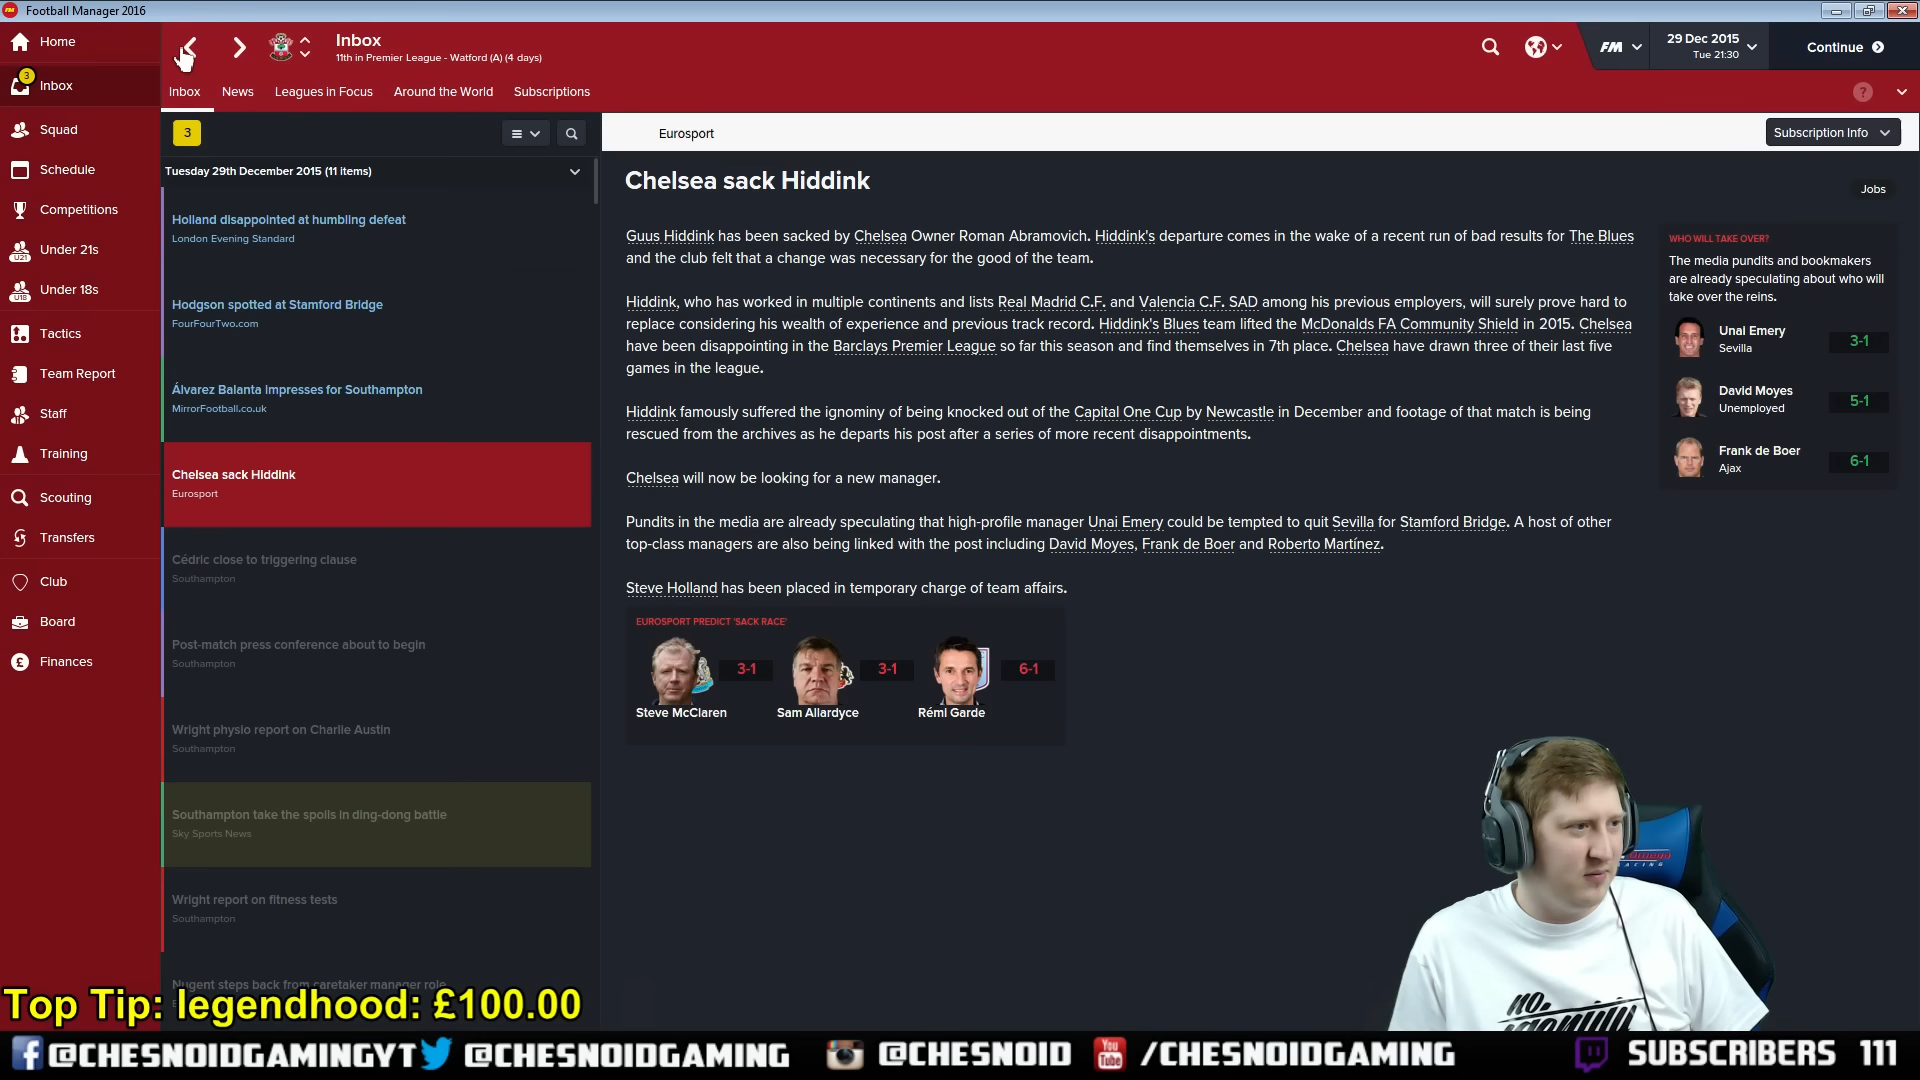 Football Manager 2016
Home
3
Inbox
Squad
Schedule
Competitions
U21
Under 21s
U18
Under 18s
Tactics
Team Report
Staff
Training
Scouting
Transfers
Club
Board
Finances
Inbox
11th in Premier League - Watford (A) (4 days)
FM
29 Dec 2015
Tue 21:30
Continue
Inbox
News
Leagues in Focus
Around the World
Subscriptions
?
3
Tuesday 29th December 2015 (11 items)
Holland disappointed at humbling defeat
London Evening Standard
Hodgson spotted at Stamford Bridge
FourFourTwo.com
Álvarez Balanta impresses for Southampton
MirrorFootball.co.uk
Chelsea sack Hiddink
Eurosport
Cédric close to triggering clause
Southampton
Post-match press conference about to begin
Southampton
Wright physio report on Charlie Austin
Southampton
Southampton take the spoils in ding-dong battle
Sky Sports News
Wright report on fitness tests
Southampton
Nugent steps back from caretaker manager role
Eurosport
Subscription Info
Chelsea sack Hiddink
Jobs
Guus Hiddink has been sacked by Chelsea Owner Roman Abramovich. Hiddink's departure comes in the wake of a recent run of bad results for The Blues
and the club felt that a change was necessary for the good of the team.
Hiddink, who has worked in multiple continents and lists Real Madrid C.F. and Valencia C.F. SAD among his previous employers, will surely prove hard to
replace considering his wealth of experience and previous track record. Hiddink's Blues team lifted the McDonalds FA Community Shield in 2015. Chelsea
have been disappointing in the Barclays Premier League so far this season and find themselves in 7th place. Chelsea have drawn three of their last five
games in the league.
Hiddink famously suffered the ignominy of being knocked out of the Capital One Cup by Newcastle in December and footage of that match is being
rescued from the archives as he departs his post after a series of more recent disappointments.
Chelsea will now be looking for a new manager.
Pundits in the media are already speculating that high-profile manager Unai Emery could be tempted to quit Sevilla for Stamford Bridge. A host of other
top-class managers are also being linked with the post including David Moyes, Frank de Boer and Roberto Martínez.
Steve Holland has been placed in temporary charge of team affairs.
EUROSPORT PREDICT 'SACK RACE'
3-1
3-1
6-1
Steve McClaren
Sam Allardyce
Rémi Garde
WHO WILL TAKE OVER?
The media pundits and bookmakers
are already speculating about who will
take over the reins.
Unai Emery
Sevilla
3-1
David Moyes
Unemployed
5-1
Frank de Boer
Ajax
6-1
Top Tip: legendhood: £100.00
@CHESNOIDGAMINGYT
@CHESNOIDGAMING
@CHESNOID
You Tube
/CHESNOIDGAMING
SUBSCRIBERS 111